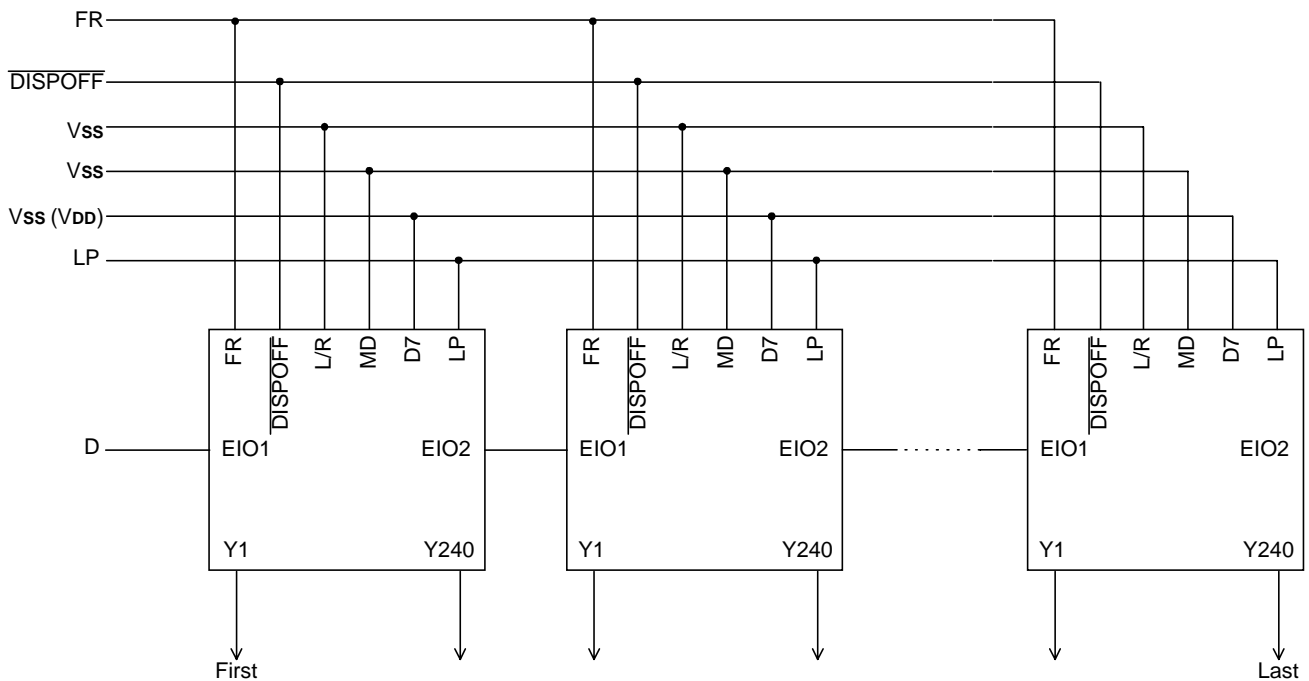 FR
DISPOFF
Vss
Vss
Vss (VDD)
LP
FR DISPOFF L/R MD D7 LP
FR DISPOFF L/R MD D7 LP
FR DISPOFF L/R MD D7 LP
D
EIO1 EIO2
EIO1 EIO2
EIO1 EIO2
Y1 Y240
Y1 Y240
Y1 Y240
First
Last